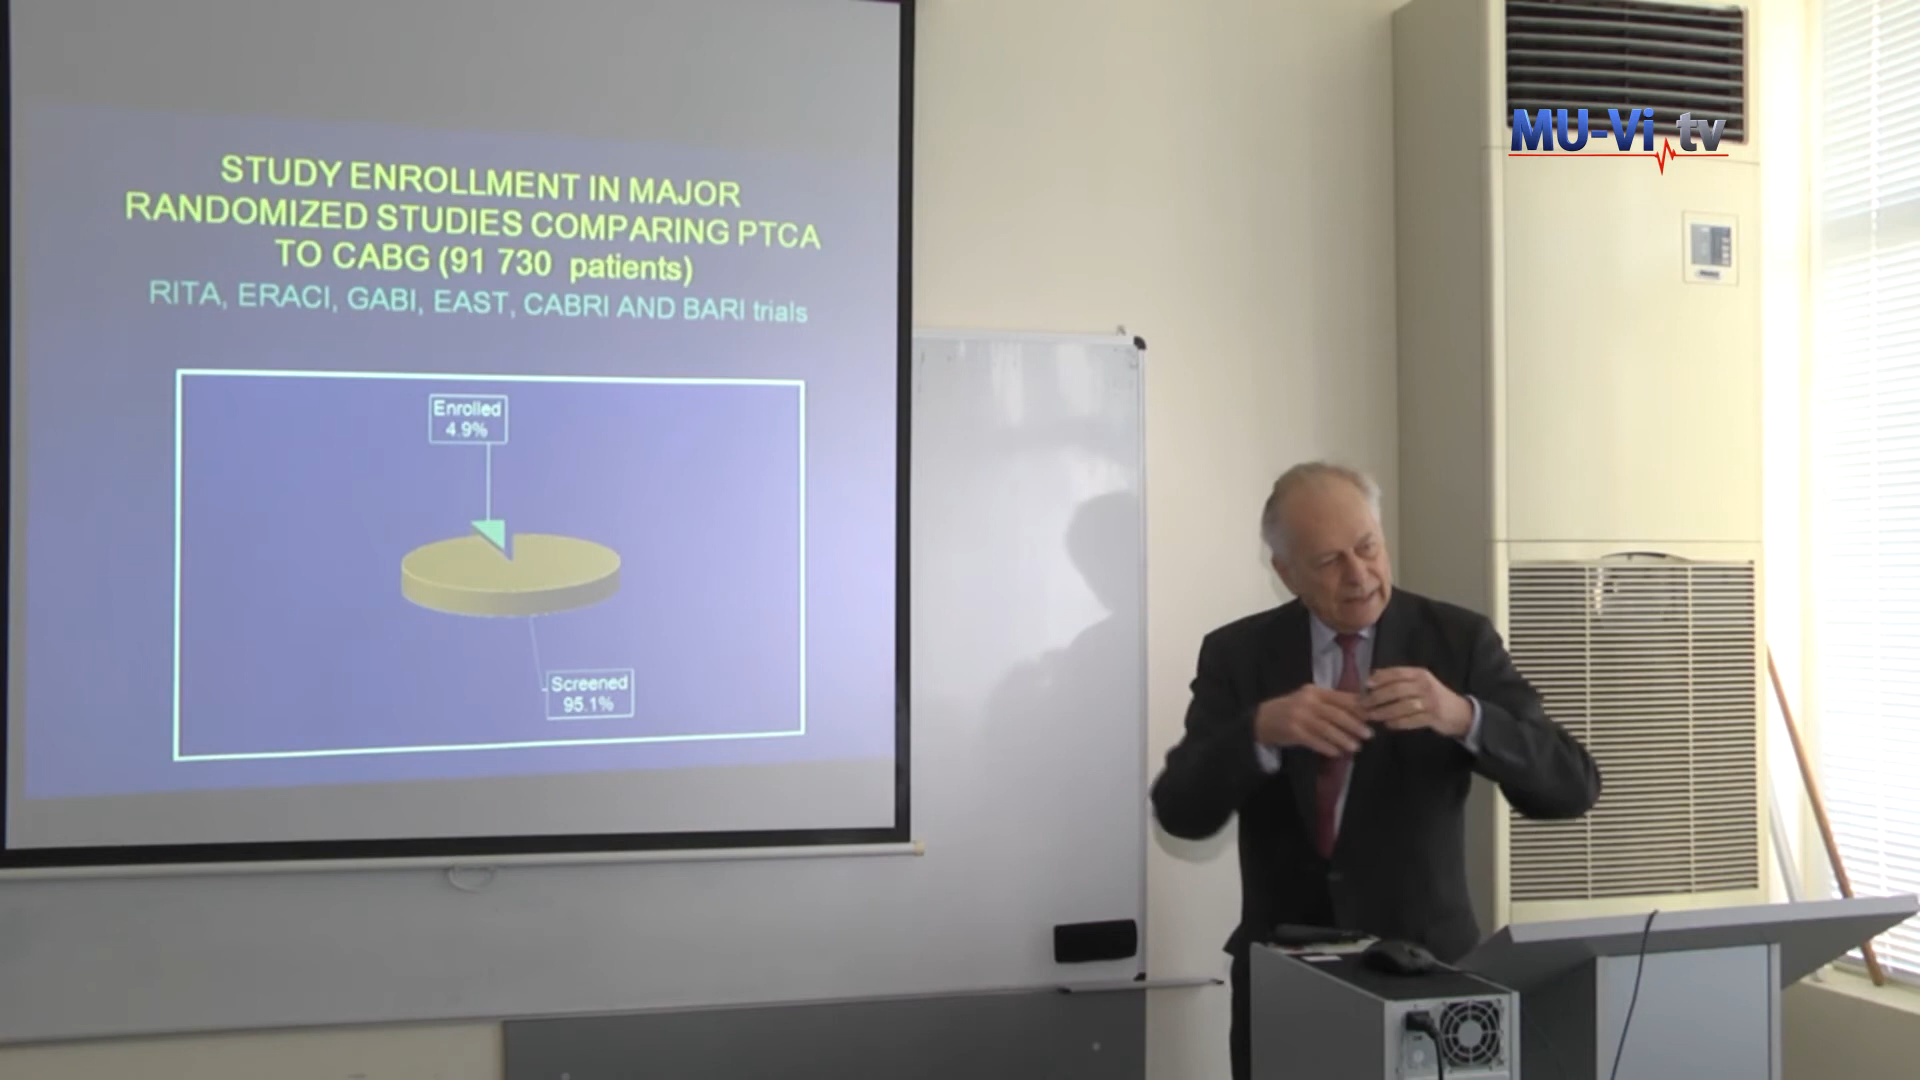 STUDY ENROLLMENT IN MAJOR
RANDOMIZED STUDIES COMPARING PTCA
TO CABG (91 730 patients)
RITA, ERACI, GABI, EAST, CABRI AND BARI trials
Enrolled
4.9%
Screened
95.1%
MU-Vi tv